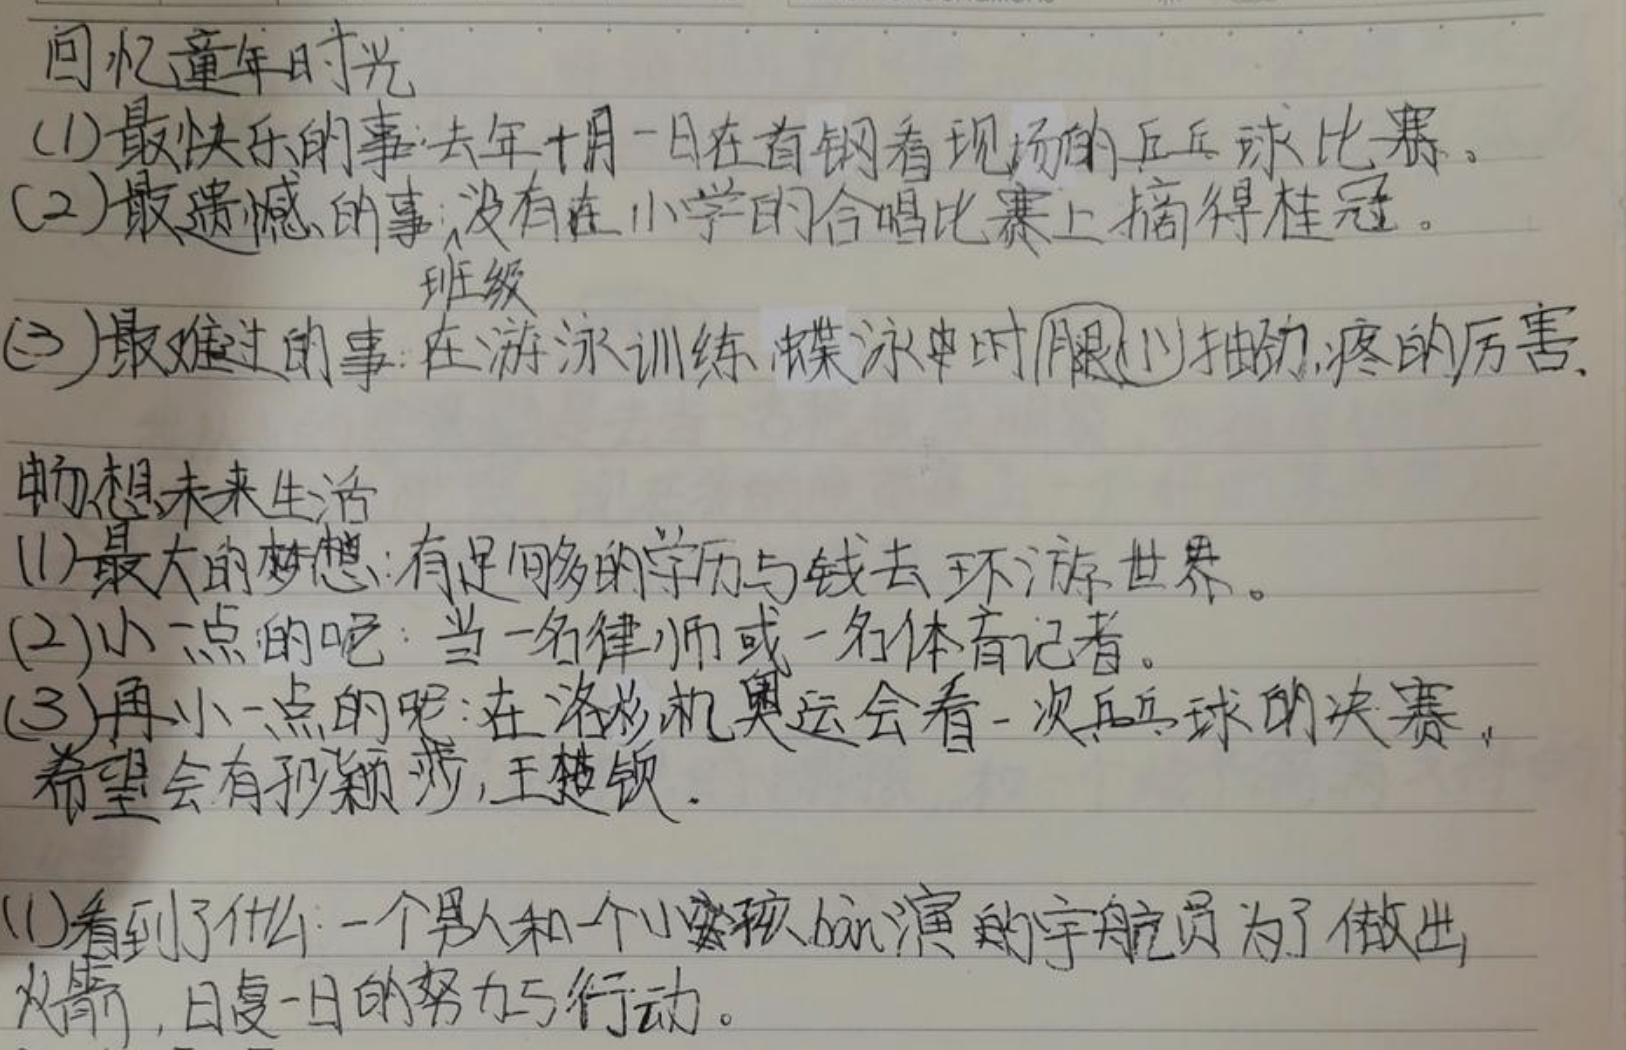 回忆童年时光
(1)最快乐的事:去年十月一日在首钢看现场的乒乓球比赛。
(2)最遗憾的事:没有在小学的合唱比赛上摘得桂冠。
班级
(3)最难过的事:在游泳训练蝶泳中时腿(小)抽筋,疼的厉害.
畅想未来生活
(1)最大的梦想:有足够多的学历与钱去环游世界。
(2)小一点的呢:当一名律师或一名体育记者。
(3)再小一点的呢:在洛杉机奥运会看一次乒乓球的决赛,
希望会有孙颖莎,王楚钦.
(1)看到了什么:一个男人和一个小孩bàn演的宇航员为了做出
火箭,日复一日的努力与行动。